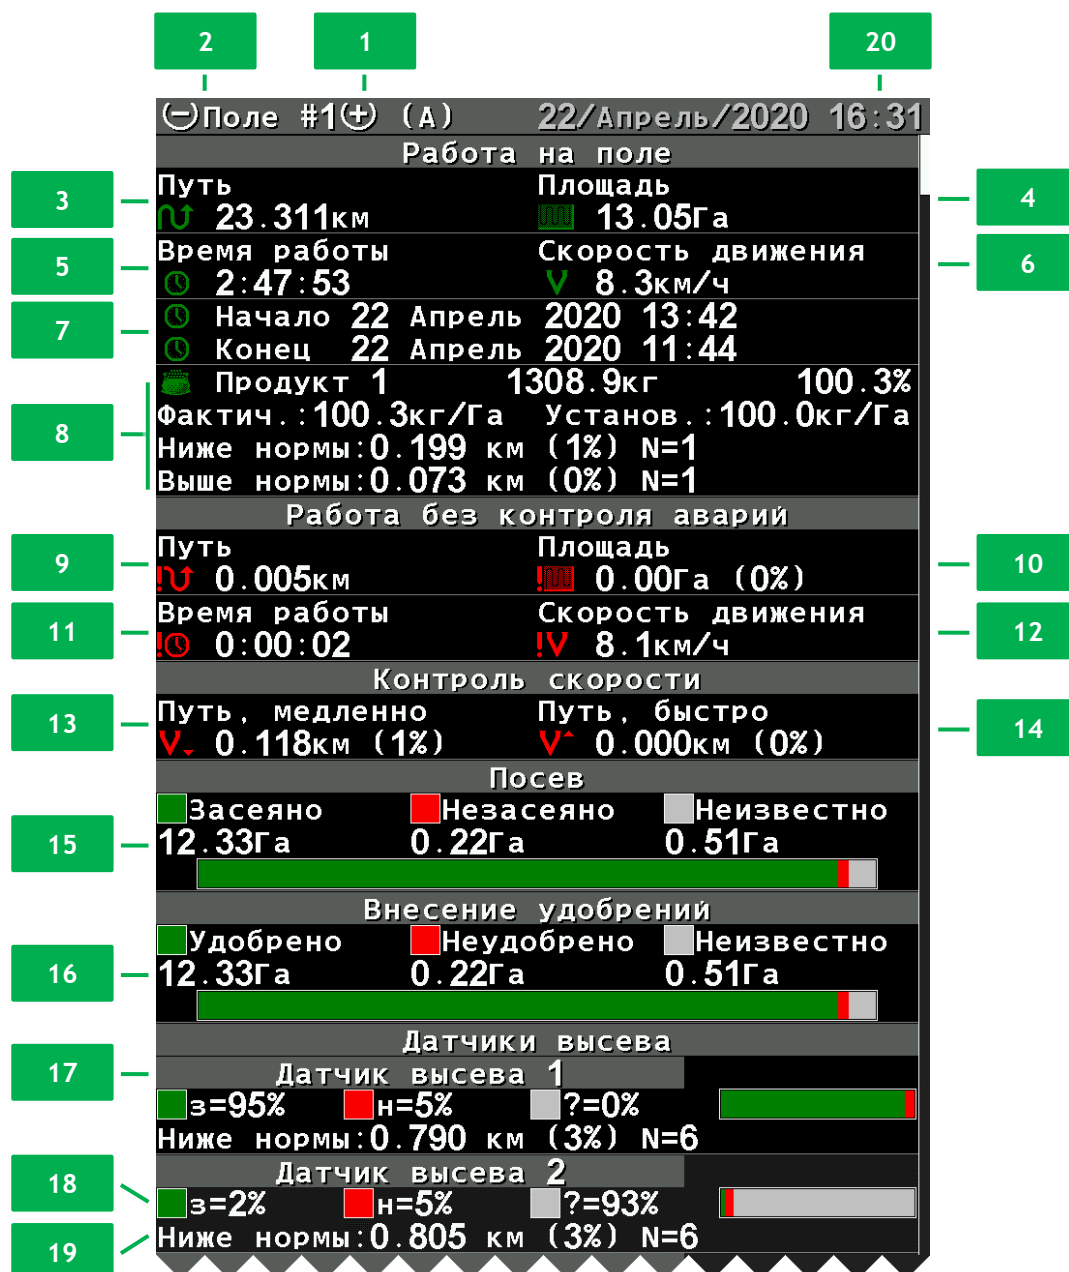 2 1 20
Поле #1 (А) 22/Апрель/2020 16:31
Работа на поле
3 Путь Площадь 4
23.311км 13.05Га
5 Время работы Скорость движения 6
2:47:53 8.3км/ч
7 Начало 22 Апрель 2020 13:42
Конец 22 Апрель 2020 11:44
8 Продукт 1 1308.9кг 100.3%
Фактич.:100.3кг/Га Установ.:100.0кг/Га
Ниже нормы:0.199 км (1%) N=1
Выше нормы:0.073 км (0%) N=1
Работа без контроля аварий
9 Путь Площадь 10
! 0.005км ! 0.00Га (0%)
11 Время работы Скорость движения 12
! 0:00:02 !V 8.1км/ч
Контроль скорости
13 Путь, медленно Путь, быстро 14
V 0.118км (1%) V 0.000км (0%)
Посев
Засеяно Незасеяно Неизвестно
15 12.33Га 0.22Га 0.51Га
Внесение удобрений
Удобрено Неудобрено Неизвестно
16 12.33Га 0.22Га 0.51Га
Датчики высева
17 Датчик высева 1
з=95% н=5% ?=0%
Ниже нормы:0.790 км (3%) N=6
Датчик высева 2
18 з=2% н=5% ?=93%
19 Ниже нормы:0.805 км (3%) N=6